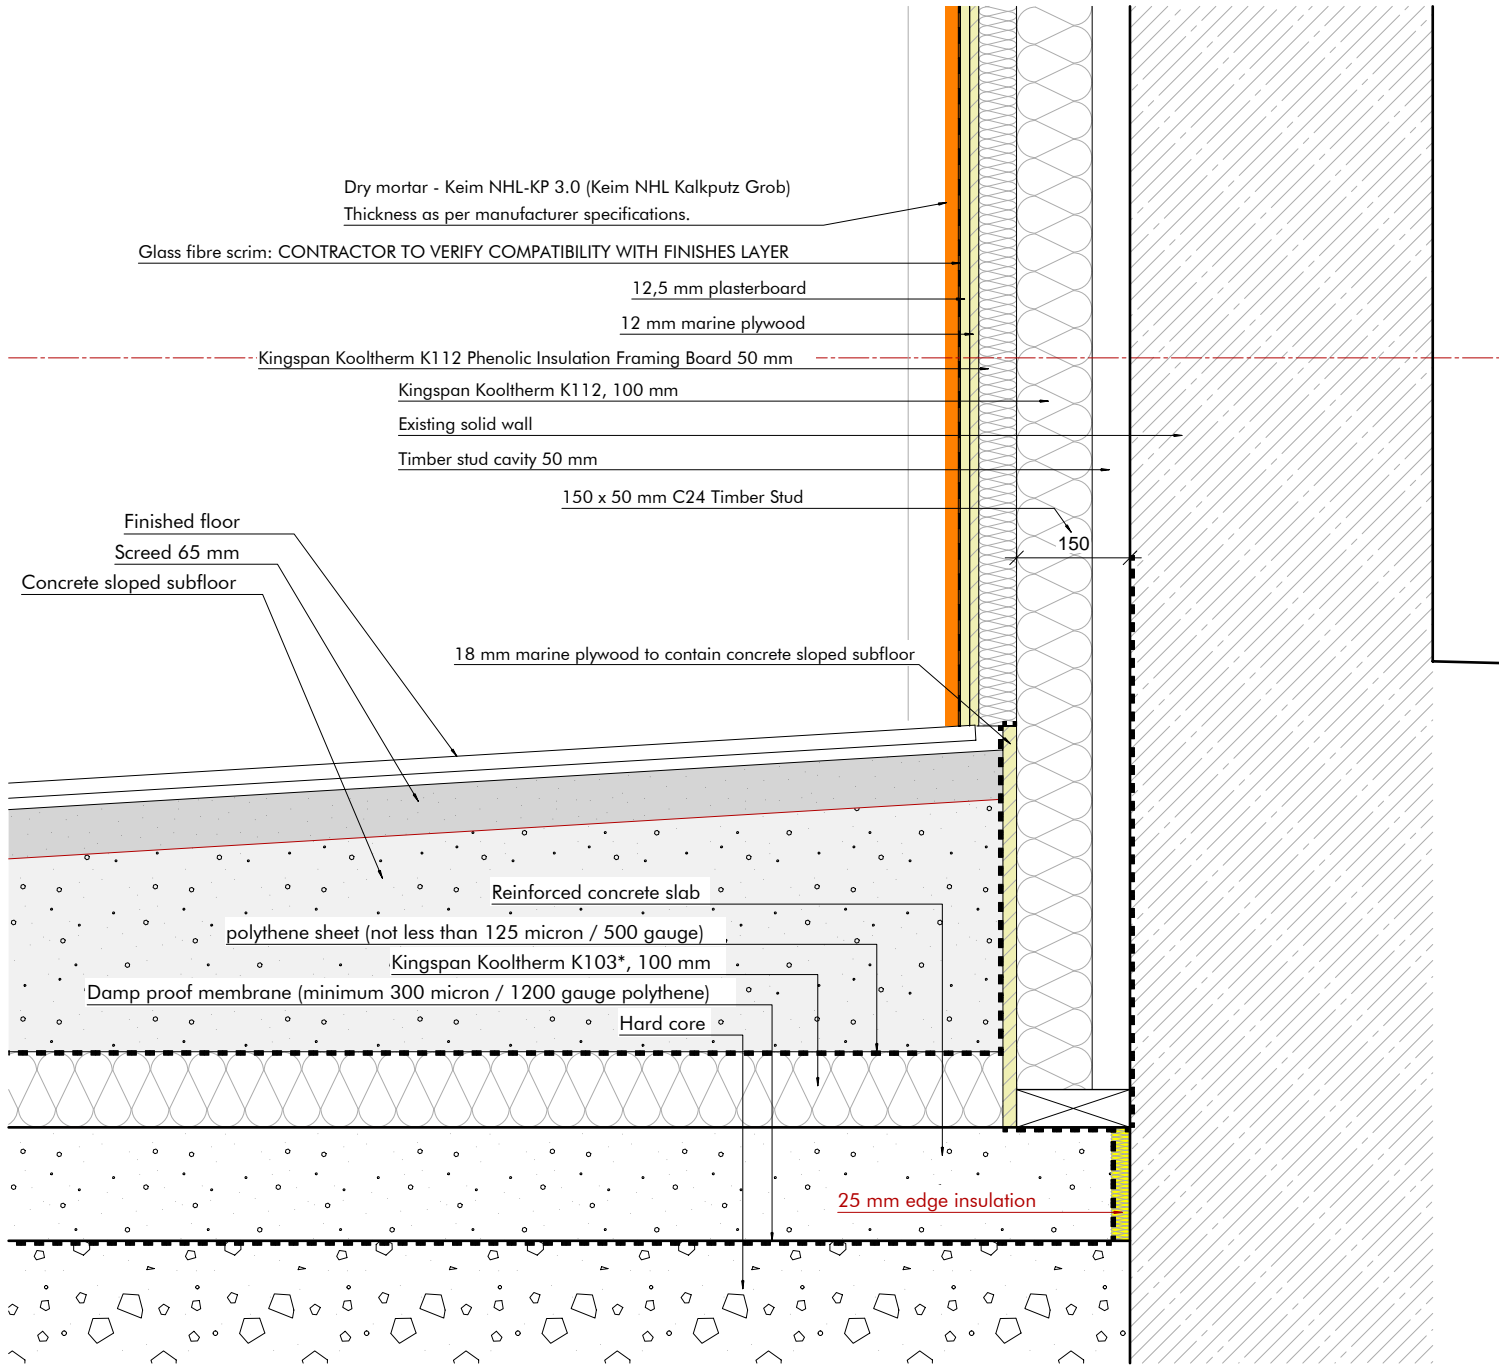 Dry mortar - Keim NHL-KP 3.0 (Keim NHL Kalkputz Grob)
Thickness as per manufacturer specifications.
Glass fibre scrim: CONTRACTOR TO VERIFY COMPATIBILITY WITH FINISHES LAYER
12,5 mm plasterboard
12 mm marine plywood
Kingspan Kooltherm K112 Phenolic Insulation Framing Board 50 mm
Kingspan Kooltherm K112, 100 mm
Existing solid wall
Timber stud cavity 50 mm
150 x 50 mm C24 Timber Stud
Finished floor
150
Screed 65 mm
Concrete sloped subfloor
18 mm marine plywood to contain concrete sloped subfloor
Reinforced concrete slab
polythene sheet (not less than 125 micron / 500 gauge)
Kingspan Kooltherm K103*, 100 mm
Damp proof membrane (minimum 300 micron / 1200 gauge polythene)
Hard core
25 mm edge insulation